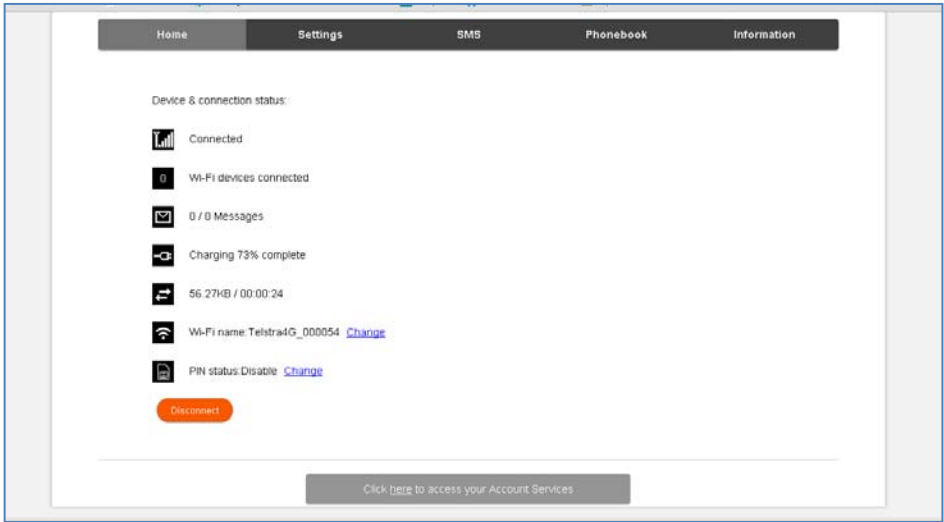 Home Settings SMS Phonebook Information
Device & connection status:
Connected
0 Wi-Fi devices connected
0 / 0 Messages
Charging 73% complete
56.27KB / 00:00:24
Wi-Fi name:Telstra4G_000054 Change
PIN status:Disable Change
Disconnect
Click here to access your Account Services